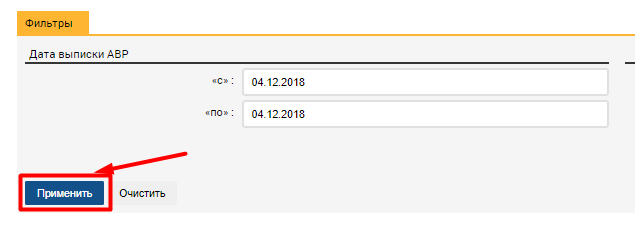 Фильтры
Дата выписки АВР
«с» : 04.12.2018
«по» : 04.12.2018
Применить Очистить